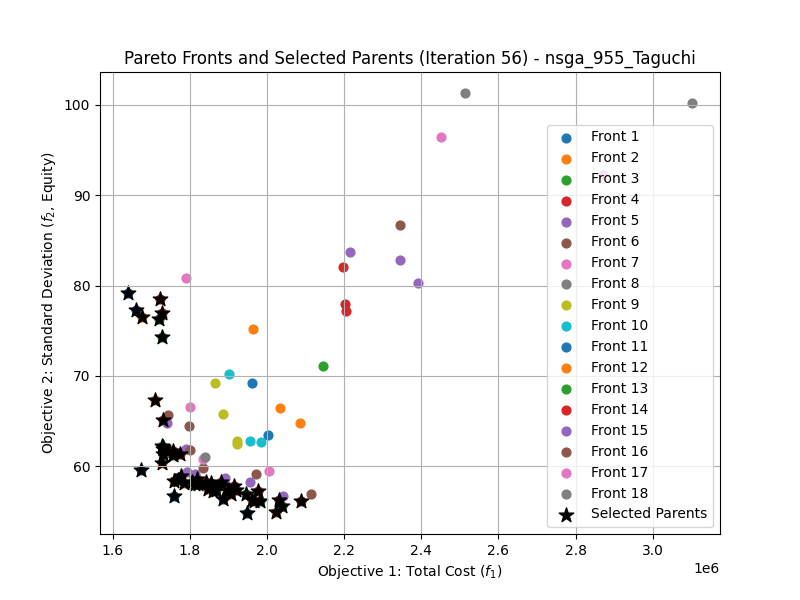 Pareto Fronts and Selected Parents (Iteration 56) - nsga_955_Taguchi
Objective 2: Standard Deviation (f₂, Equity)
100
90
80
70
60
Front 1
Front 2
Front 3
Front 4
Front 5
Front 6
Front 7
Front 8
Front 9
Front 10
Front 11
Front 12
Front 13
Front 14
Front 15
Front 16
Front 17
Front 18
Selected Parents
1.6 1.8 2.0 2.2 2.4 2.6 2.8 3.0
1e6
Objective 1: Total Cost (f₁)